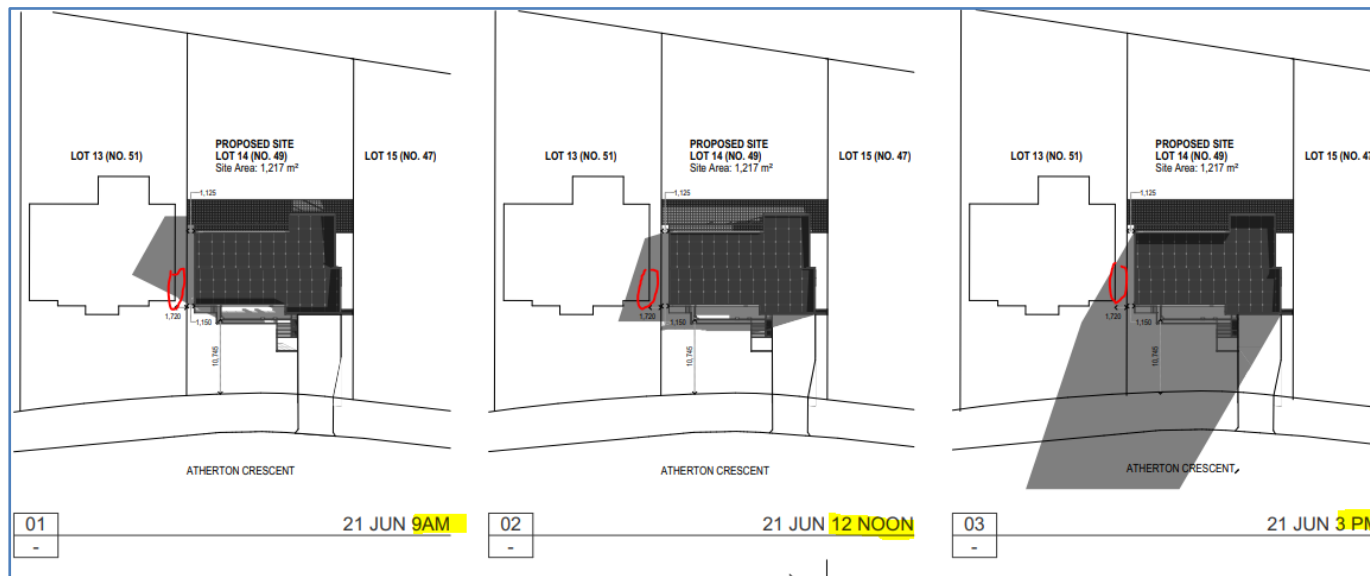 LOT 13 (NO. 51)
PROPOSED SITE
LOT 14 (NO. 49)
Site Area: 1,217 m²
LOT 15 (NO. 47)
1,125
1,720
1,150
10,745
ATHERTON CRESCENT
01
-
21 JUN 9AM
LOT 13 (NO. 51)
PROPOSED SITE
LOT 14 (NO. 49)
Site Area: 1,217 m²
LOT 15 (NO. 47)
1,125
1,720
1,150
10,745
ATHERTON CRESCENT
02
-
21 JUN 12 NOON
LOT 13 (NO. 51)
PROPOSED SITE
LOT 14 (NO. 49)
Site Area: 1,217 m²
LOT 15 (NO. 47
1,125
1,720
1,150
10,745
ATHERTON CRESCENT
03
-
21 JUN 3 PM